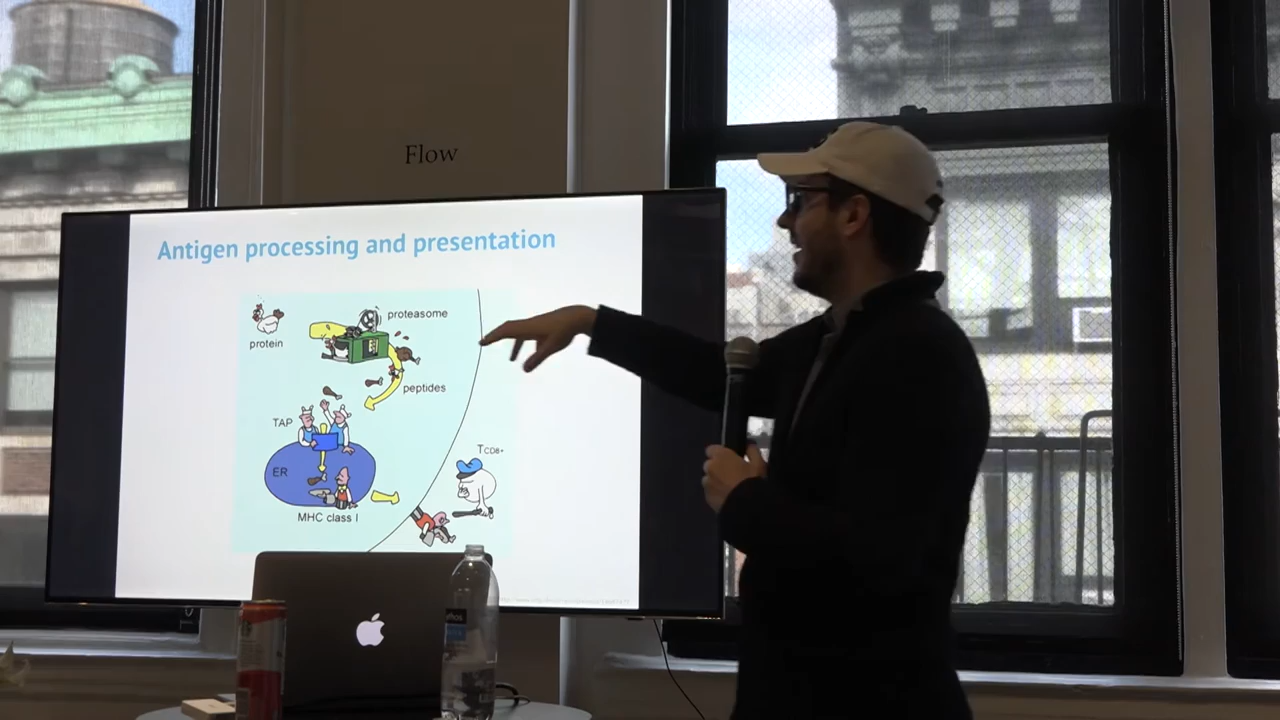 Flow
Antigen processing and presentation
proteasome
protein
peptides
TAP
TCD8+
ER
MHC class I